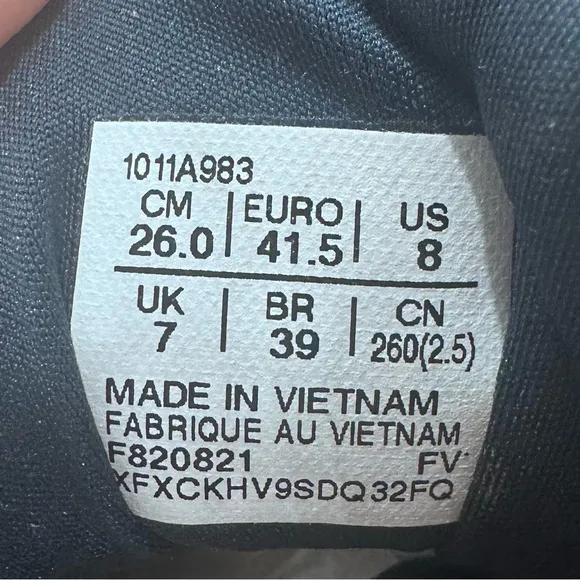 1011A983
CM | EURO | US
26.0 | 41.5 | 8
UK | BR | CN
7 | 39 | 260(2.5)
MADE IN VIETNAM
FABRIQUE AU VIETNAM
F820821 FV
XFXCKHV9SDQ32FQ